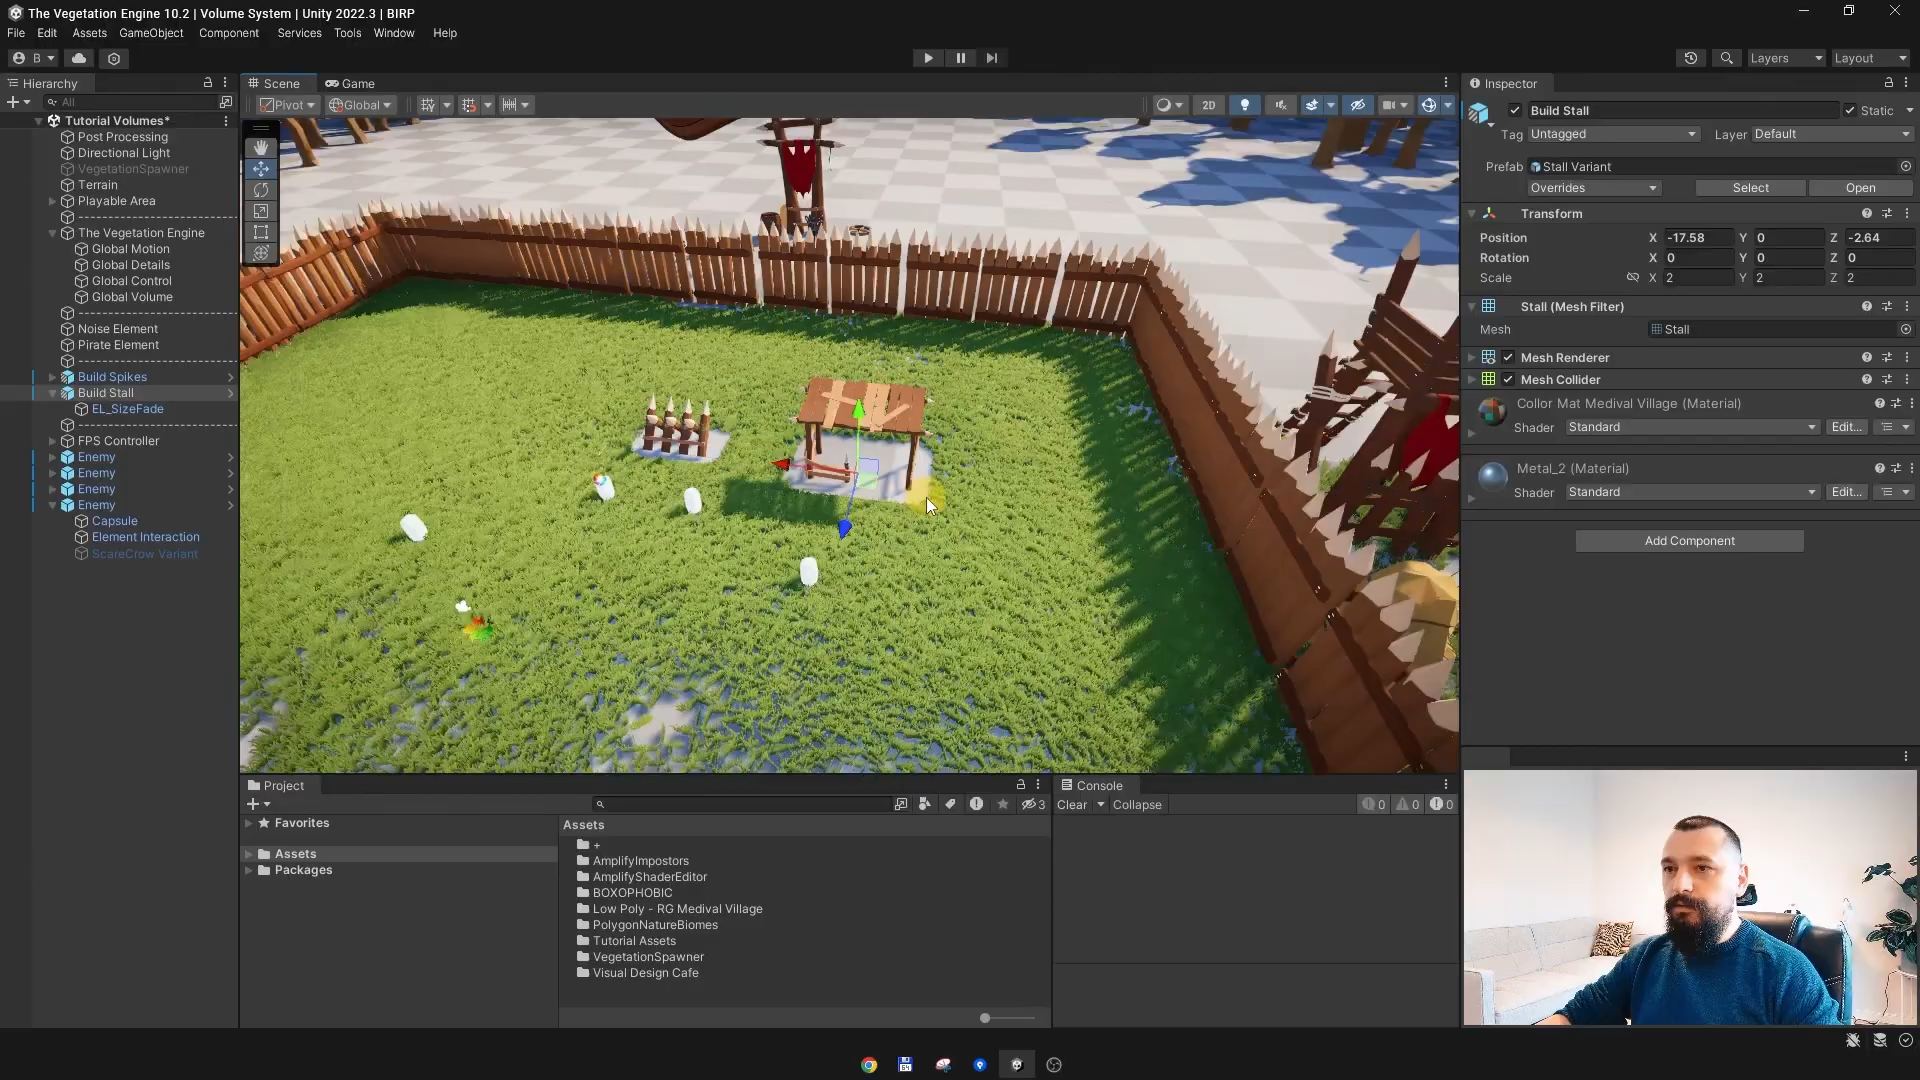 The Vegetation Engine 10.2 | Volume System | Unity 2022.3 | BIRP
File Edit Assets GameObject Component Services Tools Window Help
B
Layers
Layout
Hierarchy
All
Tutorial Volumes*
Post Processing
Directional Light
VegetationSpawner
Terrain
Playable Area
--------------------------
The Vegetation Engine
Global Motion
Global Details
Global Control
Global Volume
--------------------------
Noise Element
Pirate Element
--------------------------
Build Spikes
Build Stall
EL_SizeFade
--------------------------
FPS Controller
Enemy
Enemy
Enemy
Enemy
Capsule
Element Interaction
ScareCrow Variant
Scene Game
Pivot Global
2D
Inspector
Build Stall Static
Tag Untagged Layer Default
Prefab Stall Variant
Overrides Select Open
Transform
Position X -17.58 Y 0 Z -2.64
Rotation X 0 Y 0 Z 0
Scale X 2 Y 2 Z 2
Stall (Mesh Filter)
Mesh Stall
Mesh Renderer
Mesh Collider
Collor Mat Medival Village (Material)
Shader Standard Edit...
Metal_2 (Material)
Shader Standard Edit...
Add Component
Project
3
Favorites
Assets
Packages
Assets
+
AmplifyImpostors
AmplifyShaderEditor
BOXOPHOBIC
Low Poly - RG Medival Village
PolygonNatureBiomes
Tutorial Assets
VegetationSpawner
Visual Design Cafe
Console
Clear Collapse 0 0 0
64